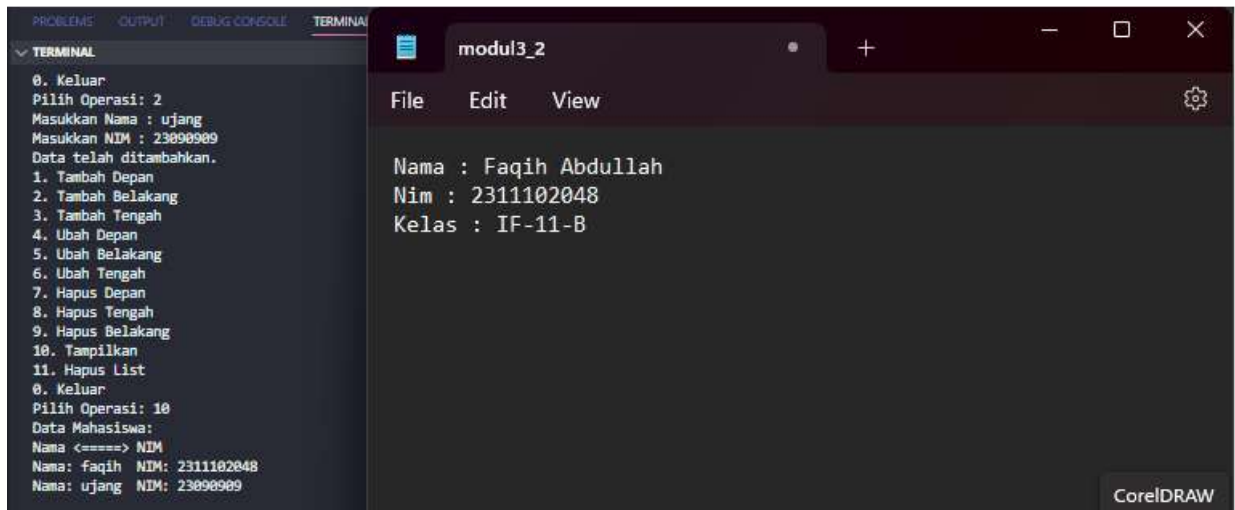 PROBLEMS OUTPUT DEBUG CONSOLE TERMINAL
TERMINAL
0. Keluar
Pilih Operasi: 2
Masukkan Nama : ujang
Masukkan NIM : 23090909
Data telah ditambahkan.
1. Tambah Depan
2. Tambah Belakang
3. Tambah Tengah
4. Ubah Depan
5. Ubah Belakang
6. Ubah Tengah
7. Hapus Depan
8. Hapus Tengah
9. Hapus Belakang
10. Tampilkan
11. Hapus List
0. Keluar
Pilih Operasi: 10
Data Mahasiswa:
Nama <=====> NIM
Nama: faqih NIM: 2311102048
Nama: ujang NIM: 23090909
modul3_2
File Edit View
Nama : Faqih Abdullah
Nim : 2311102048
Kelas : IF-11-B
CorelDRAW